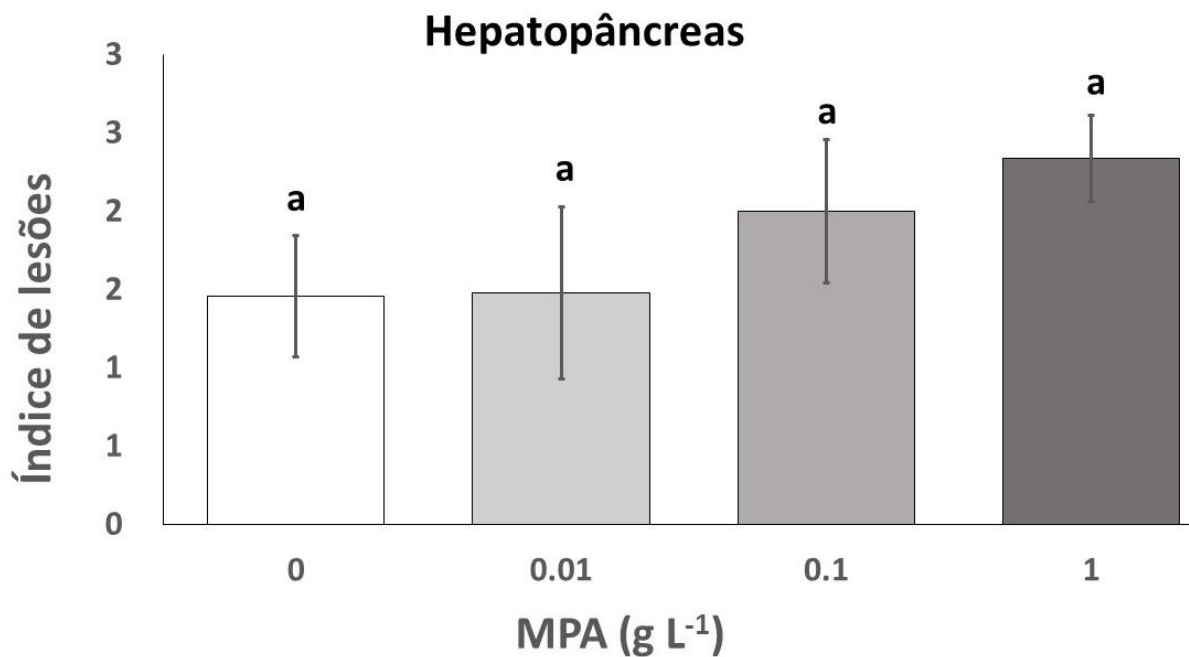 Hepatopâncreas
Índice de lesões
3
3
2
2
1
1
0
a
a
a
a
0
0.01
0.1
1
MPA (g L-1)